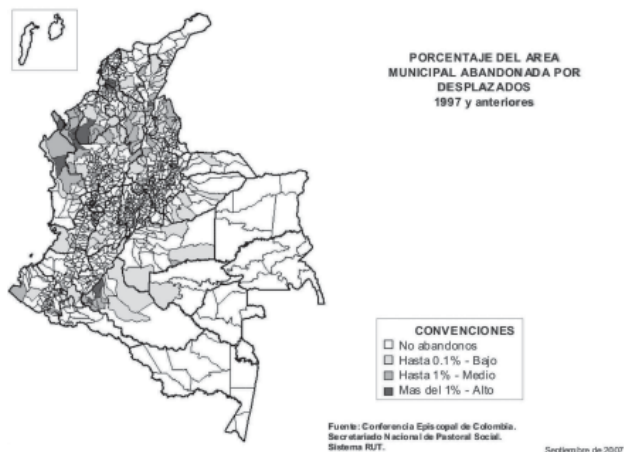 PORCENTAJE DEL AREA
MUNICIPAL ABANDONADA POR
DESPLAZADOS
1997 y anteriores
CONVENCIONES
No abandonos
Hasta 0.1% - Bajo
Hasta 1% - Medio
Mas del 1% - Alto
Fuente: Conferencia Episcopal de Colombia.
Secretariado Nacional de Pastoral Social.
Sistema RUT.
Septiembre de 2007